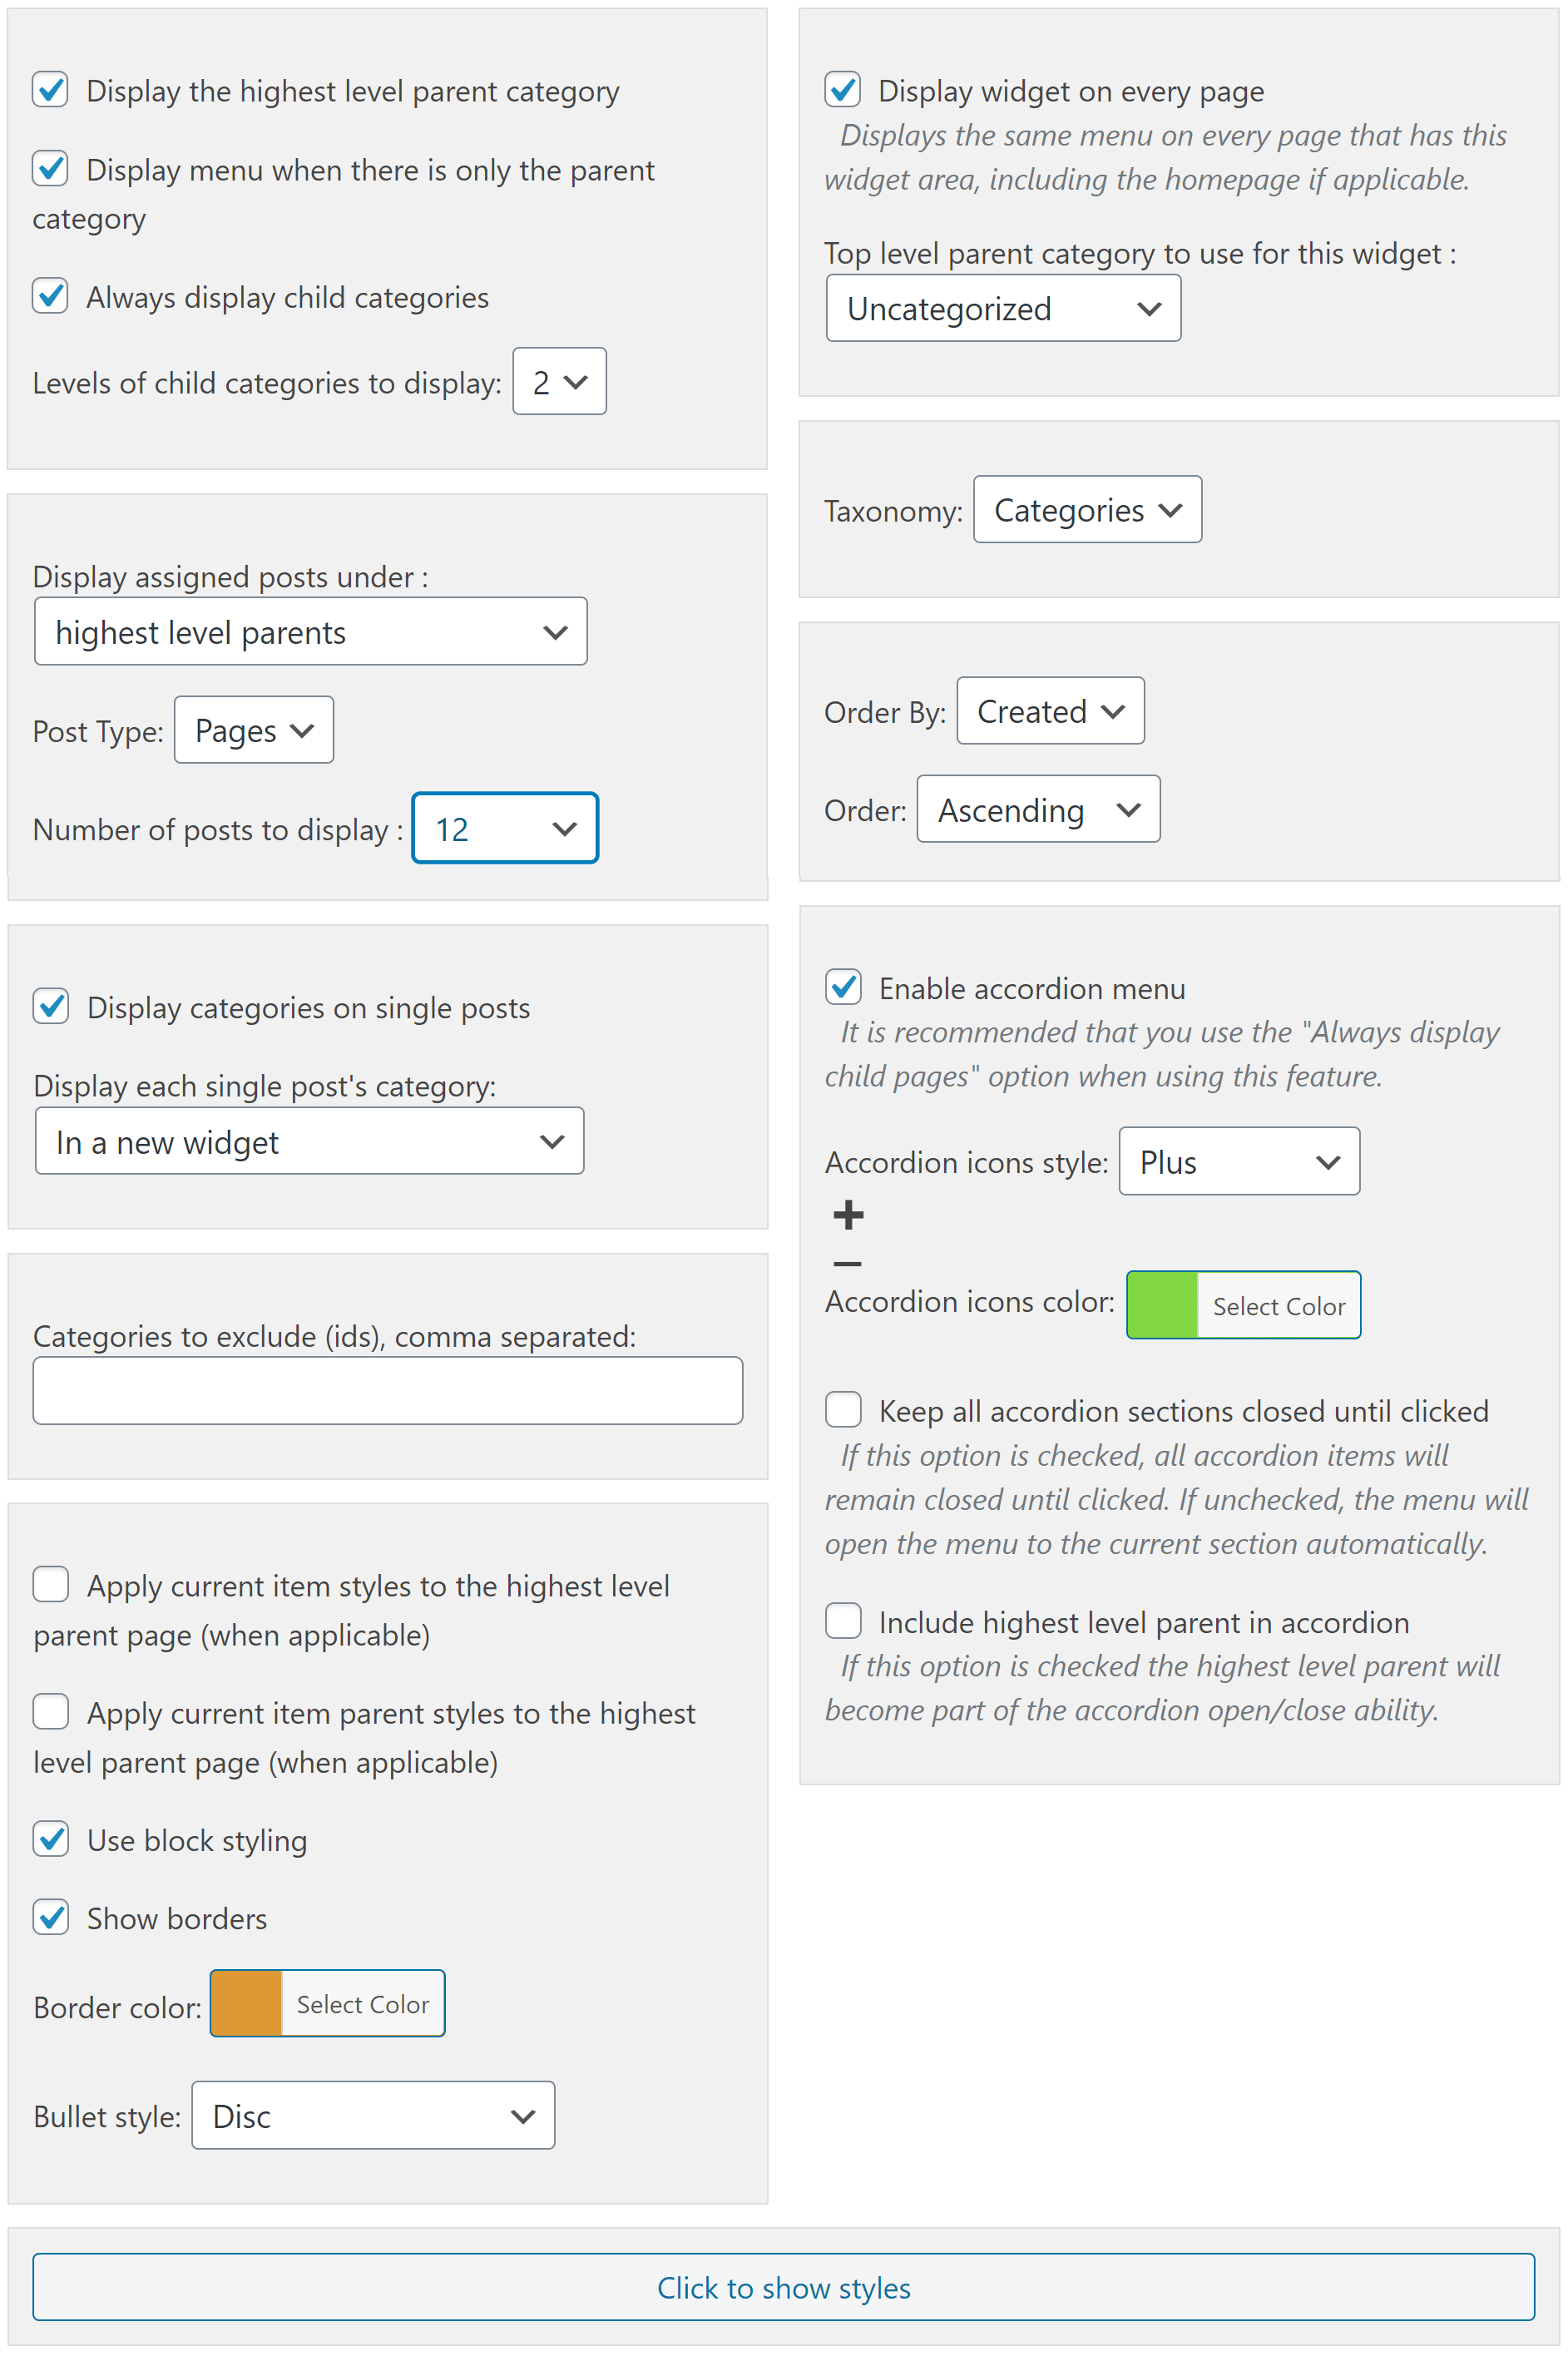 Display the highest level parent category
Display menu when there is only the parent
category
Always display child categories
Levels of child categories to display: 2
Display assigned posts under :
highest level parents
Post Type: Pages
Number of posts to display : 12
Display categories on single posts
Display each single post's category:
In a new widget
Categories to exclude (ids), comma separated:
Apply current item styles to the highest level
parent page (when applicable)
Apply current item parent styles to the highest
level parent page (when applicable)
Use block styling
Show borders
Border color: Select Color
Bullet style: Disc
Display widget on every page
Displays the same menu on every page that has this
widget area, including the homepage if applicable.
Top level parent category to use for this widget :
Uncategorized
Taxonomy: Categories
Order By: Created
Order: Ascending
Enable accordion menu
It is recommended that you use the "Always display
child pages" option when using this feature.
Accordion icons style: Plus
Accordion icons color: Select Color
Keep all accordion sections closed until clicked
If this option is checked, all accordion items will
remain closed until clicked. If unchecked, the menu will
open the menu to the current section automatically.
Include highest level parent in accordion
If this option is checked the highest level parent will
become part of the accordion open/close ability.
Click to show styles